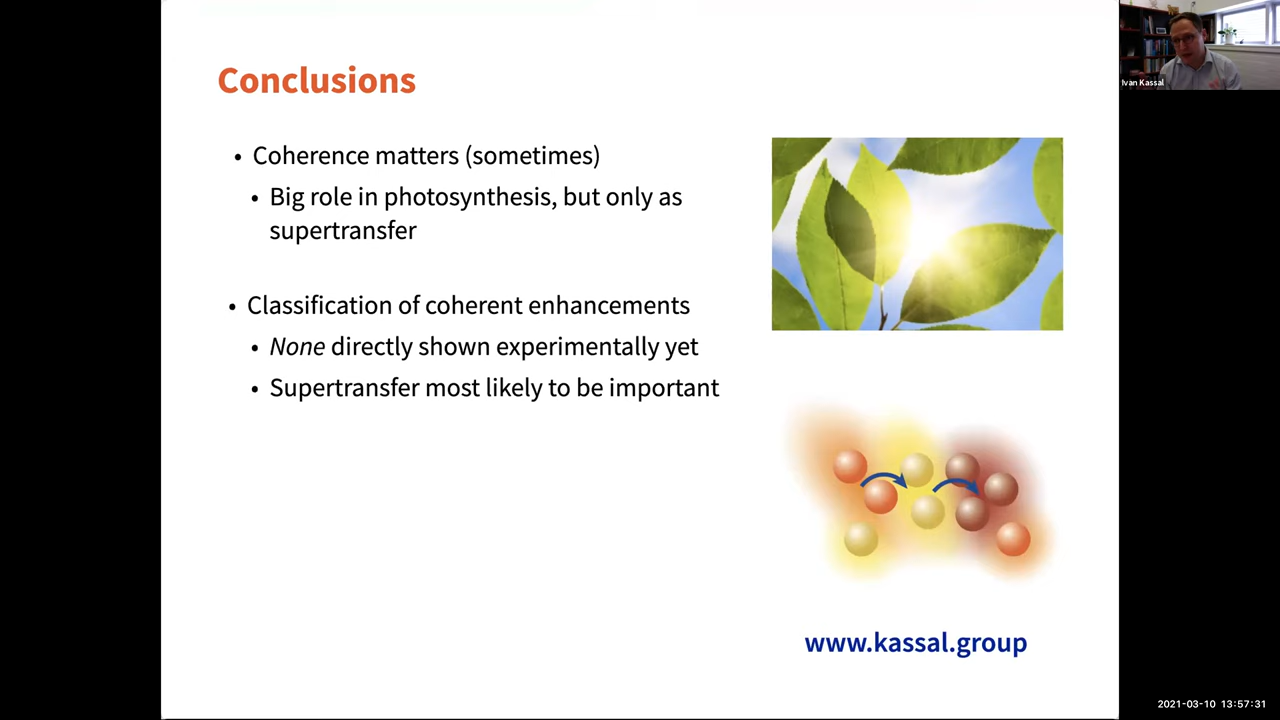 Conclusions
• Coherence matters (sometimes)
• Big role in photosynthesis, but only as
supertransfer
• Classification of coherent enhancements
• None directly shown experimentally yet
• Supertransfer most likely to be important
www.kassal.group
Ivan Kassal
2021-03-10 13:57:31